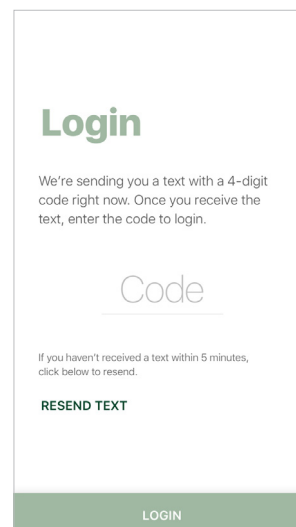 Login
We're sending you a text with a 4-digit
code right now. Once you receive the
text, enter the code to login.
Code
If you haven't received a text within 5 minutes,
click below to resend.
RESEND TEXT
LOGIN